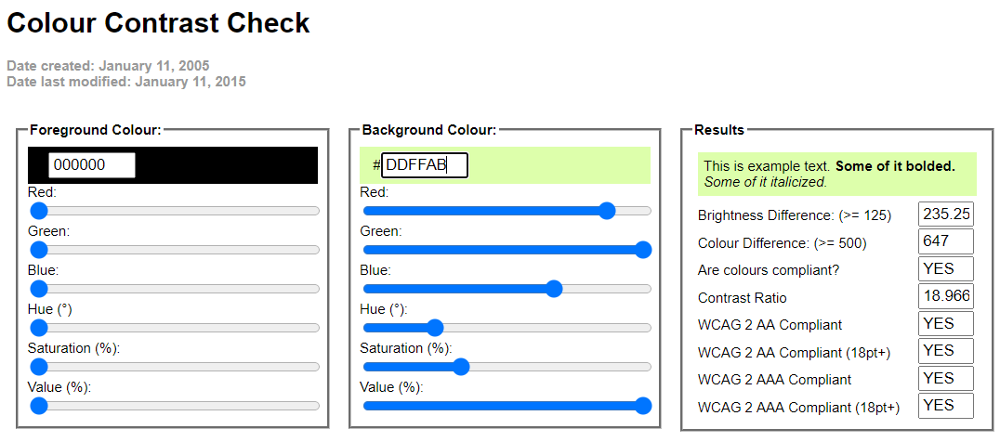 Colour Contrast Check
Date created: January 11, 2005
Date last modified: January 11, 2015
Foreground Colour:
000000
Red:
Green:
Blue:
Hue (°)
Saturation (%):
Value (%):
Background Colour:
#DDFFAB
Red:
Green:
Blue:
Hue (°):
Saturation (%):
Value (%):
Results
This is example text. Some of it bolded.
Some of it italicized.
Brightness Difference: (>= 125) 235.25
Colour Difference: (>= 500) 647
Are colours compliant? YES
Contrast Ratio 18.966
WCAG 2 AA Compliant YES
WCAG 2 AA Compliant (18pt+) YES
WCAG 2 AAA Compliant YES
WCAG 2 AAA Compliant (18pt+) YES